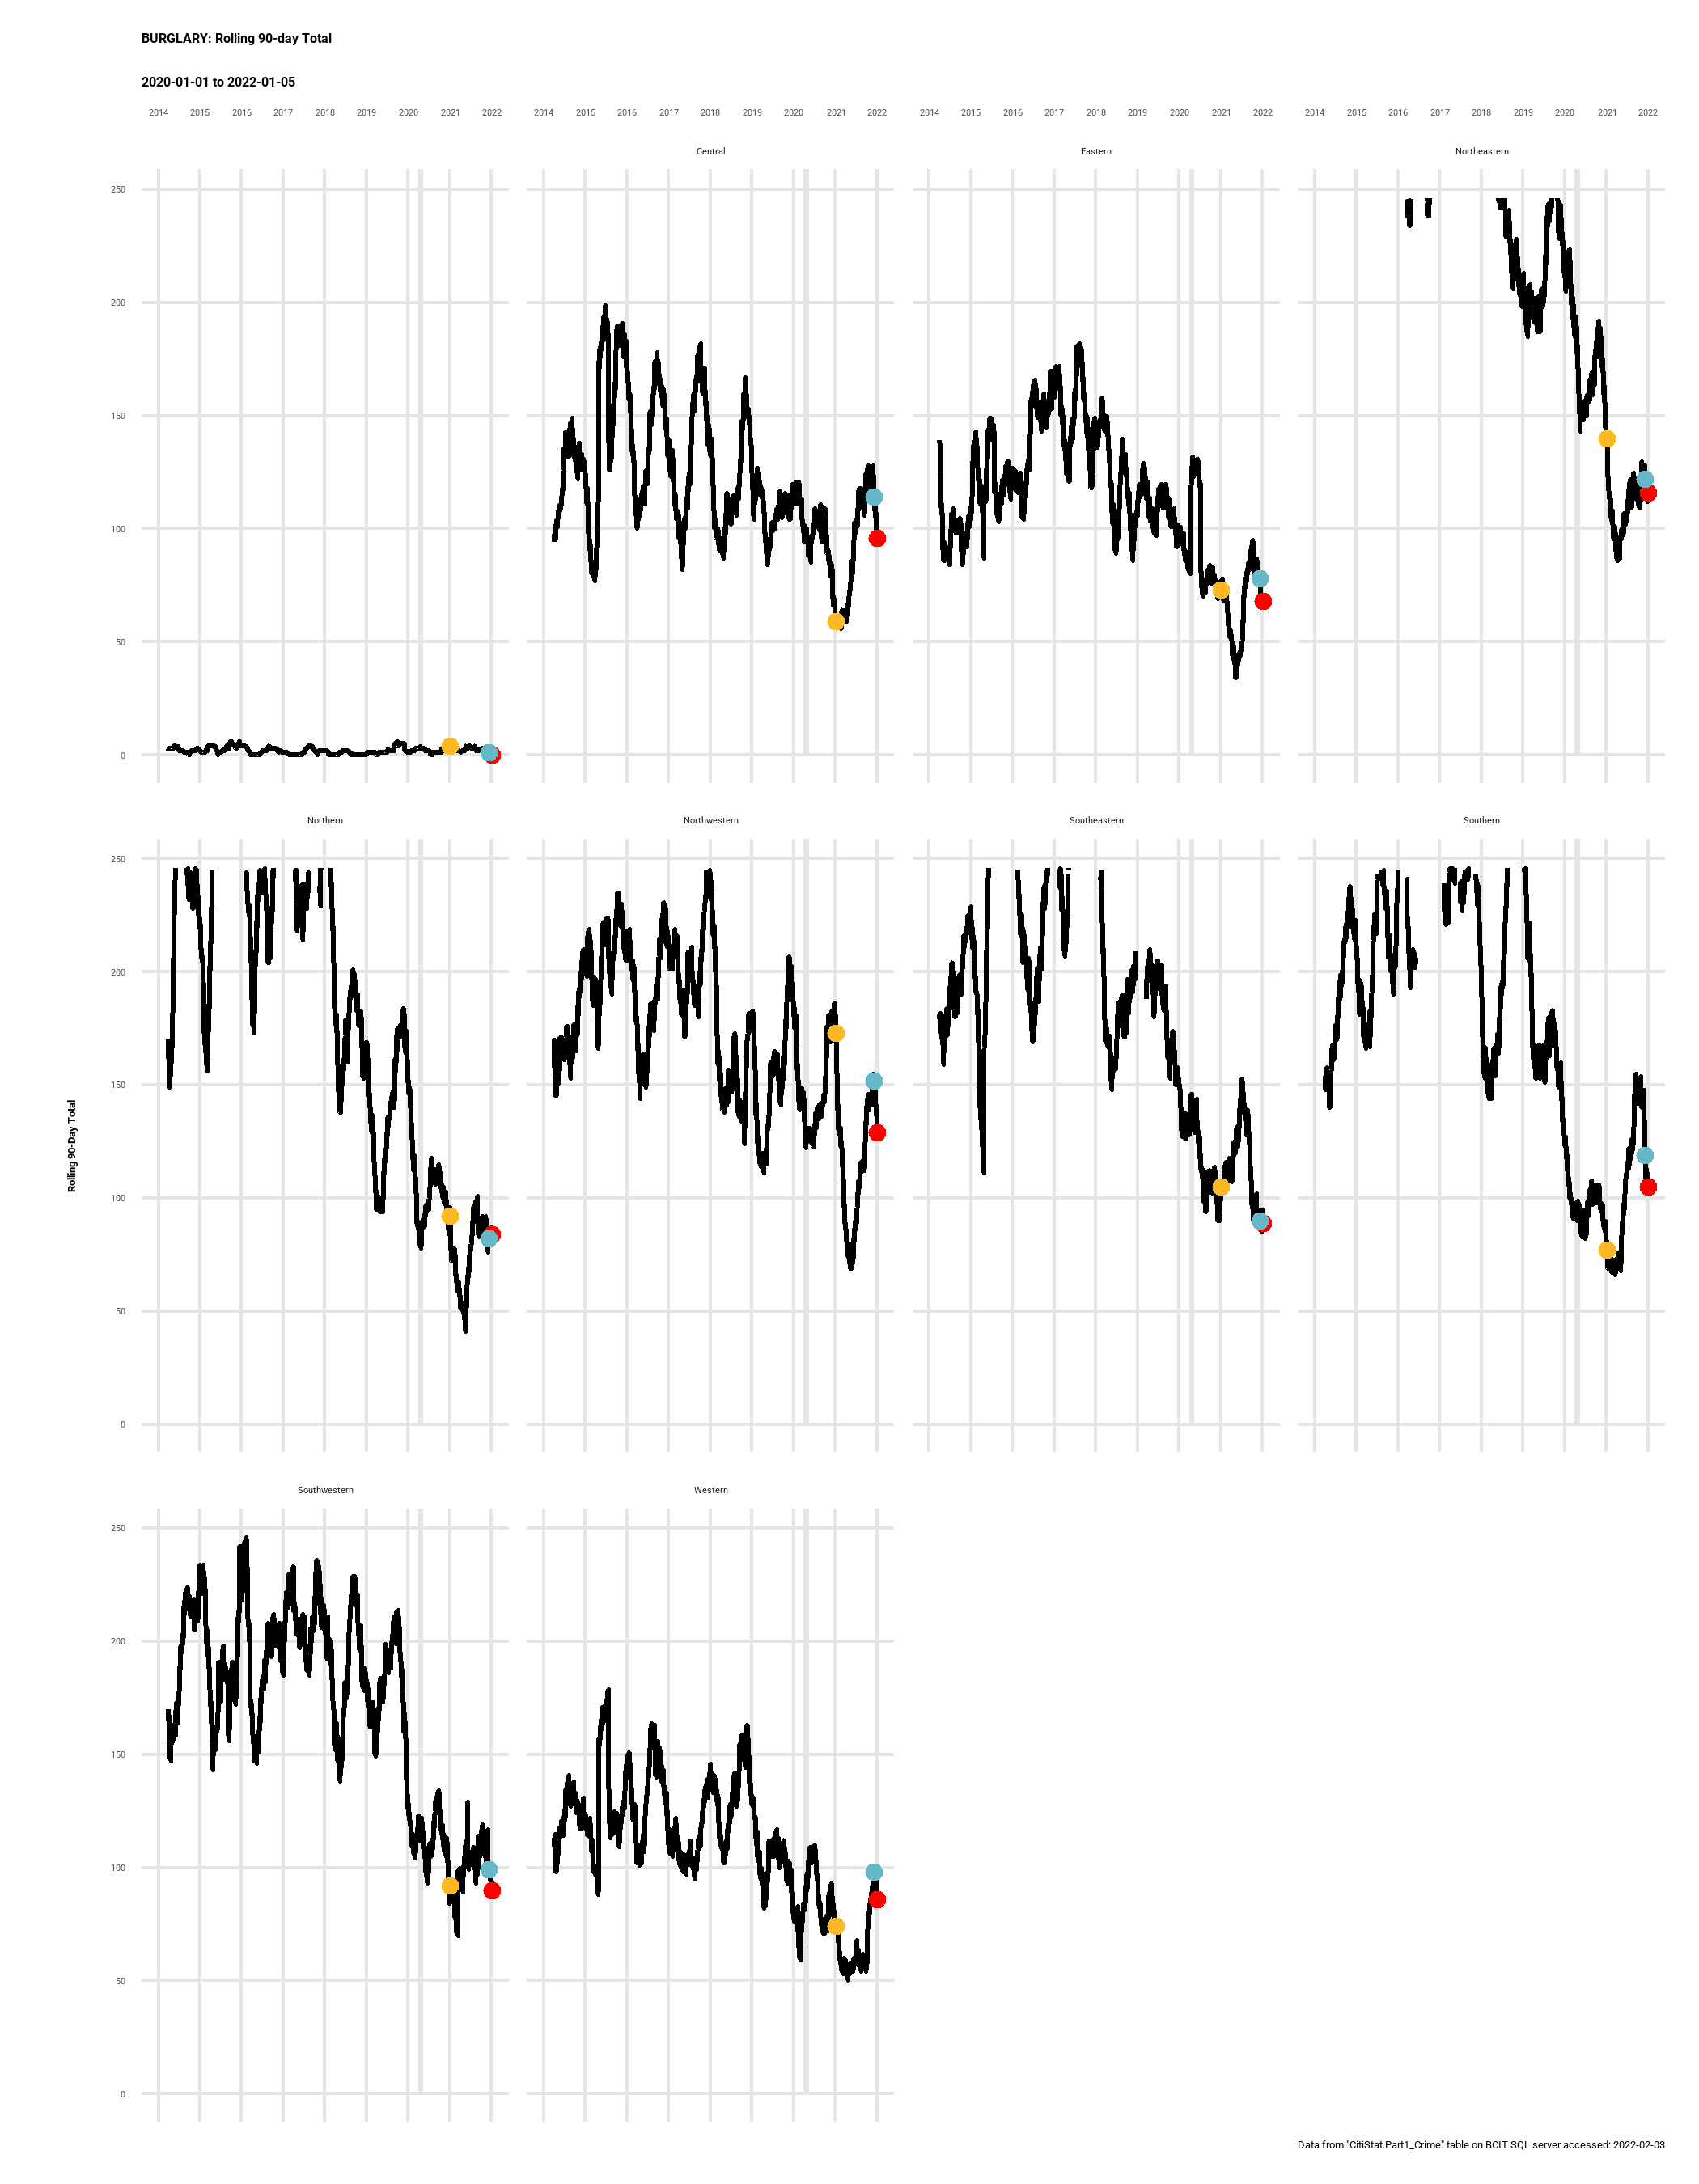 BURGLARY: Rolling 90-day Total
2020-01-01 to 2022-01-05
2014 2015 2016 2017 2018 2019 2020 2021 2022 2014 2015 2016 2017 2018 2019 2020 2021 2022 2014 2015 2016 2017 2018 2019 2020 2021 2022 2014 2015 2016 2017 2018 2019 2020 2021 2022
Central Eastern Northeastern
250
200
150
100
50
0
Northern Northwestern Southeastern Southern
250
200
150
100
50
0
Rolling 90-Day Total
Southwestern Western
250
200
150
100
50
0
Data from "CitiStat.Part1_Crime" table on BCIT SQL server accessed: 2022-02-03